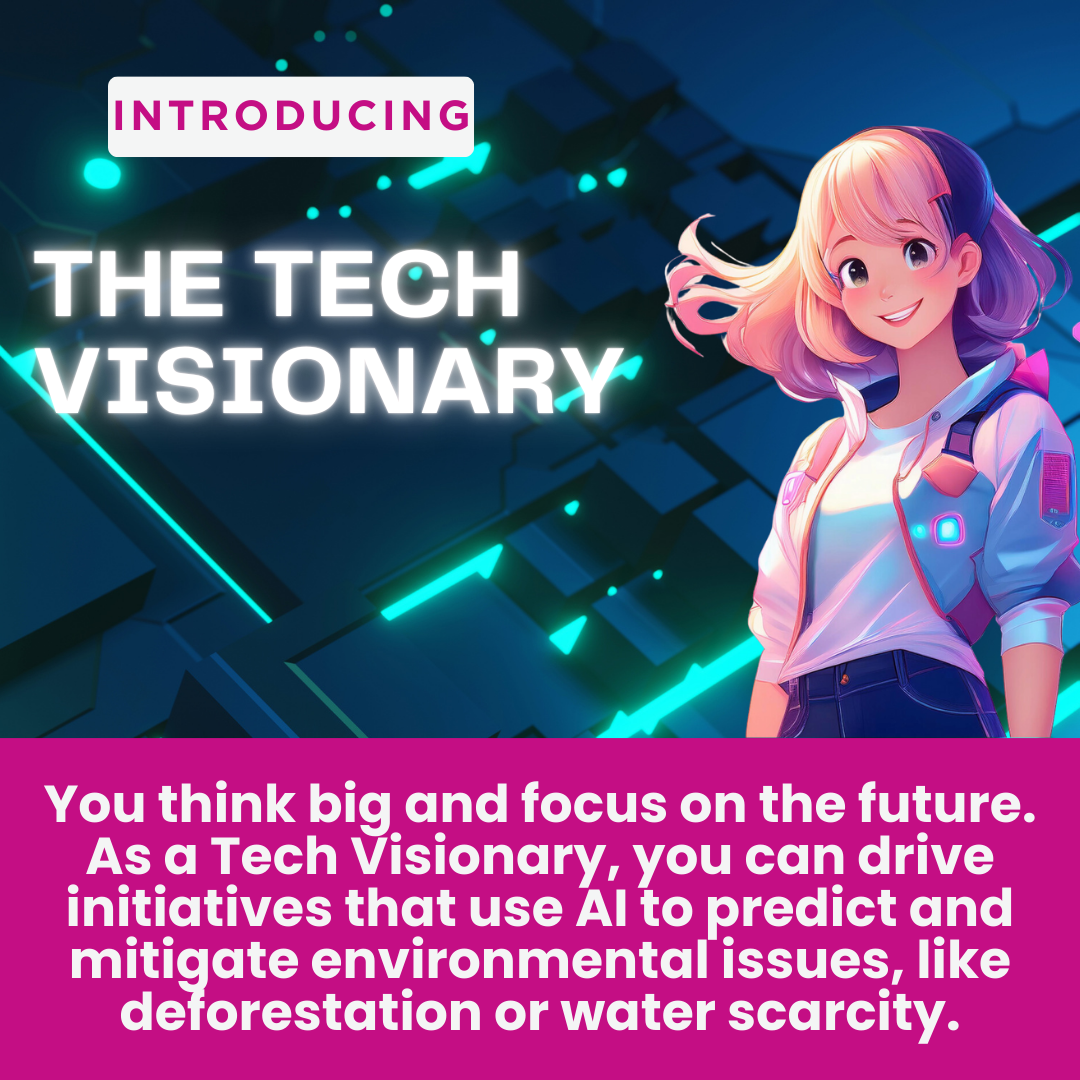 INTRODUCING
THE TECH
VISIONARY
You think big and focus on the future.
As a Tech Visionary, you can drive
initiatives that use AI to predict and
mitigate environmental issues, like
deforestation or water scarcity.